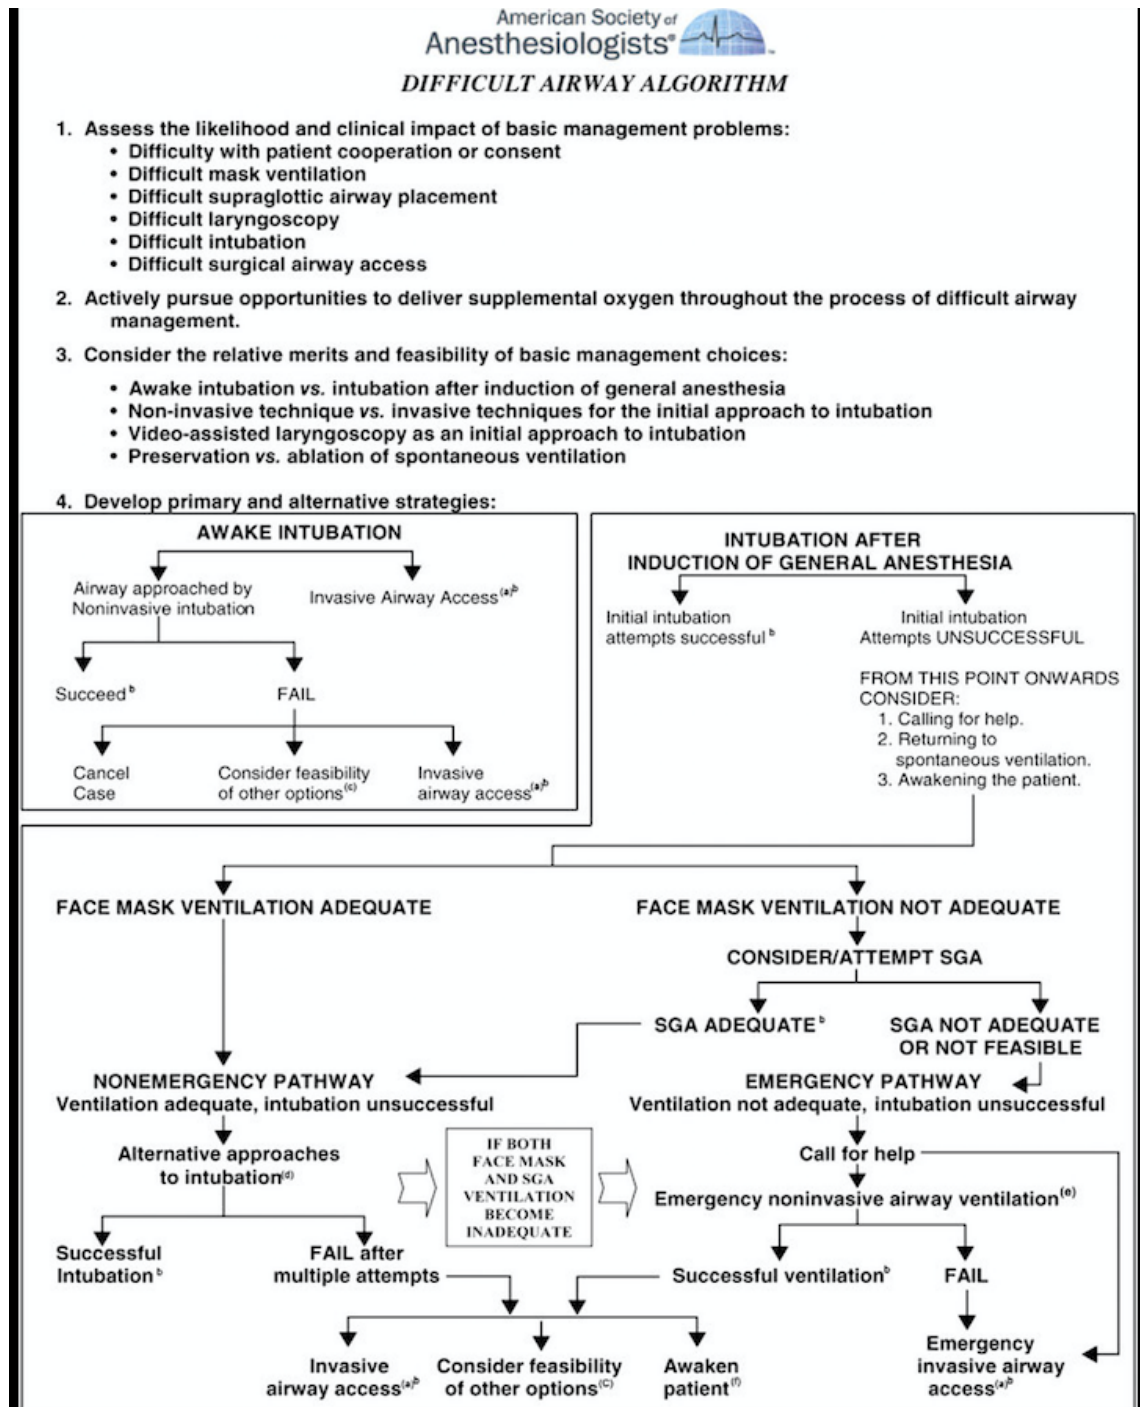 American Society of
Anesthesiologists®
DIFFICULT AIRWAY ALGORITHM
1. Assess the likelihood and clinical impact of basic management problems:
• Difficulty with patient cooperation or consent
• Difficult mask ventilation
• Difficult supraglottic airway placement
• Difficult laryngoscopy
• Difficult intubation
• Difficult surgical airway access
2. Actively pursue opportunities to deliver supplemental oxygen throughout the process of difficult airway
management.
3. Consider the relative merits and feasibility of basic management choices:
• Awake intubation vs. intubation after induction of general anesthesia
• Non-invasive technique vs. invasive techniques for the initial approach to intubation
• Video-assisted laryngoscopy as an initial approach to intubation
• Preservation vs. ablation of spontaneous ventilation
4. Develop primary and alternative strategies:
AWAKE INTUBATION
Airway approached by
Noninvasive intubation
Invasive Airway Access(a)b
Succeed b
FAIL
Cancel
Case
Consider feasibility
of other options(c)
Invasive
airway access(a)b
INTUBATION AFTER
INDUCTION OF GENERAL ANESTHESIA
Initial intubation
attempts successful b
Initial intubation
Attempts UNSUCCESSFUL
FROM THIS POINT ONWARDS
CONSIDER:
1. Calling for help.
2. Returning to
spontaneous ventilation.
3. Awakening the patient.
FACE MASK VENTILATION ADEQUATE
FACE MASK VENTILATION NOT ADEQUATE
CONSIDER/ATTEMPT SGA
SGA ADEQUATE b
SGA NOT ADEQUATE
OR NOT FEASIBLE
NONEMERGENCY PATHWAY
Ventilation adequate, intubation unsuccessful
EMERGENCY PATHWAY
Ventilation not adequate, intubation unsuccessful
Alternative approaches
to intubation(d)
IF BOTH
FACE MASK
AND SGA
VENTILATION
BECOME
INADEQUATE
Call for help
Emergency noninvasive airway ventilation(e)
Successful
Intubation b
FAIL after
multiple attempts
Successful ventilation b
FAIL
Invasive
airway access(a)b
Consider feasibility
of other options(C)
Awaken
patient(f)
Emergency
invasive airway
access(a)b